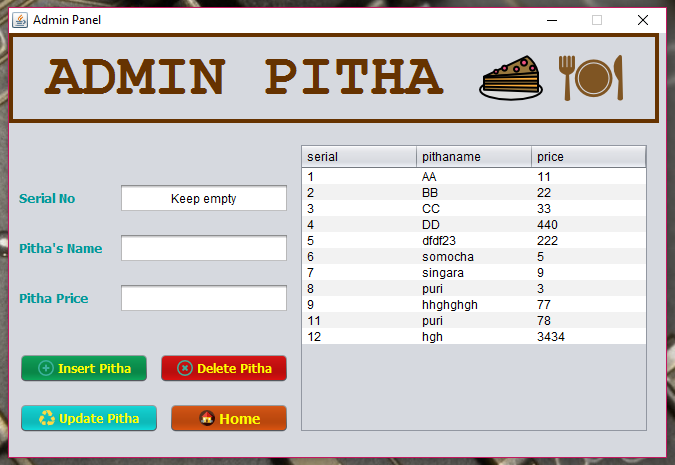 Admin Panel
ADMIN PITHA
Serial No
Keep empty
Pitha's Name
Pitha Price
Insert Pitha
Delete Pitha
Update Pitha
Home
serial pithaname price
1 AA 11
2 BB 22
3 CC 33
4 DD 440
5 dfdf23 222
6 somocha 5
7 singara 9
8 puri 3
9 hhghghgh 77
11 puri 78
12 hgh 3434